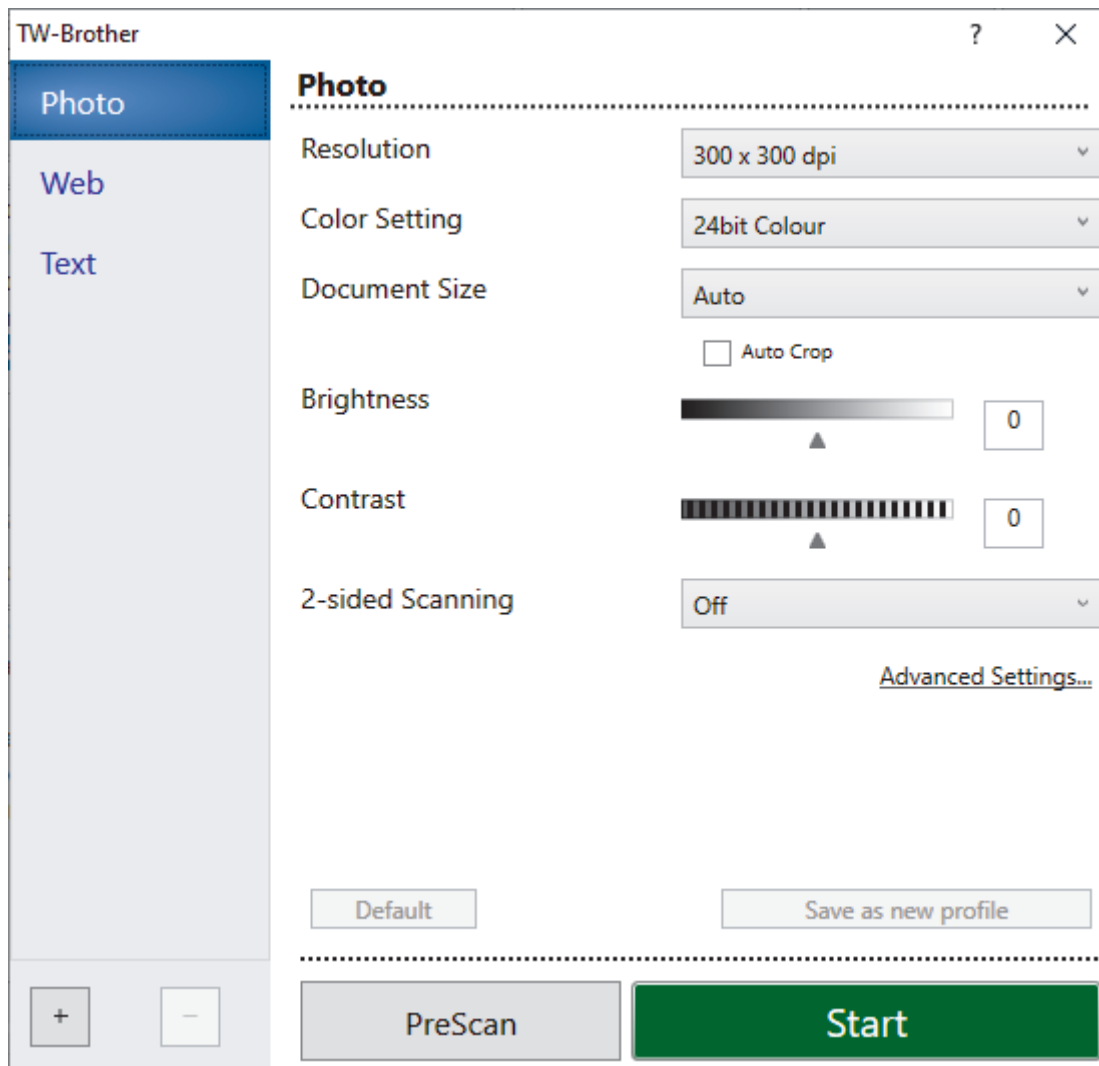 TW-Brother
?
Photo
Web
Text
Photo
Resolution
300 x 300 dpi
Color Setting
24bit Colour
Document Size
Auto
Auto Crop
Brightness
0
Contrast
0
2-sided Scanning
Off
Advanced Settings...
Default
Save as new profile
+
−
PreScan
Start